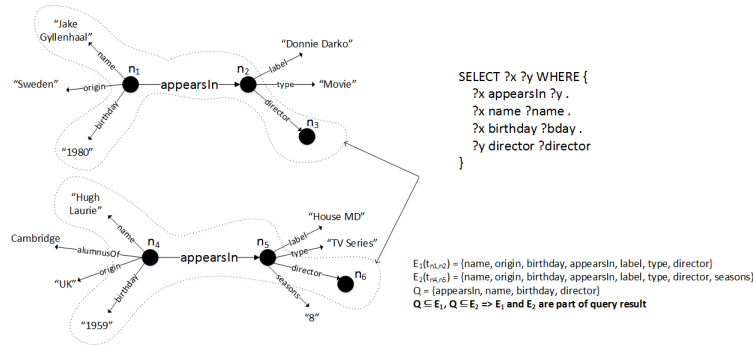 "Jake
Gyllenhaal"
name
n1
n2
"Donnie Darko"
label
"Sweden"
origin
appearsIn
type
"Movie"
birthday
director
n3
"1980"
SELECT ?x ?y WHERE {
?x appearsIn ?y .
?x name ?name .
?x birthday ?bday .
?y director ?director
}
"Hugh
Laurie"
name
"House MD"
label
Cambridge
alumnusOf
n4
n5
type
"TV Series"
origin
appearsIn
director
n6
"UK"
birthday
seasons
"1959"
"8"
E1(tn1,n2) = {name, origin, birthday, appearsIn, label, type, director}
E2(tn4,n5) = {name, origin, birthday, appearsIn, label, type, director, seasons}
Q = {appearsIn, name, birthday, director}
Q ⊆ E1, Q ⊆ E2 => E1 and E2 are part of query result